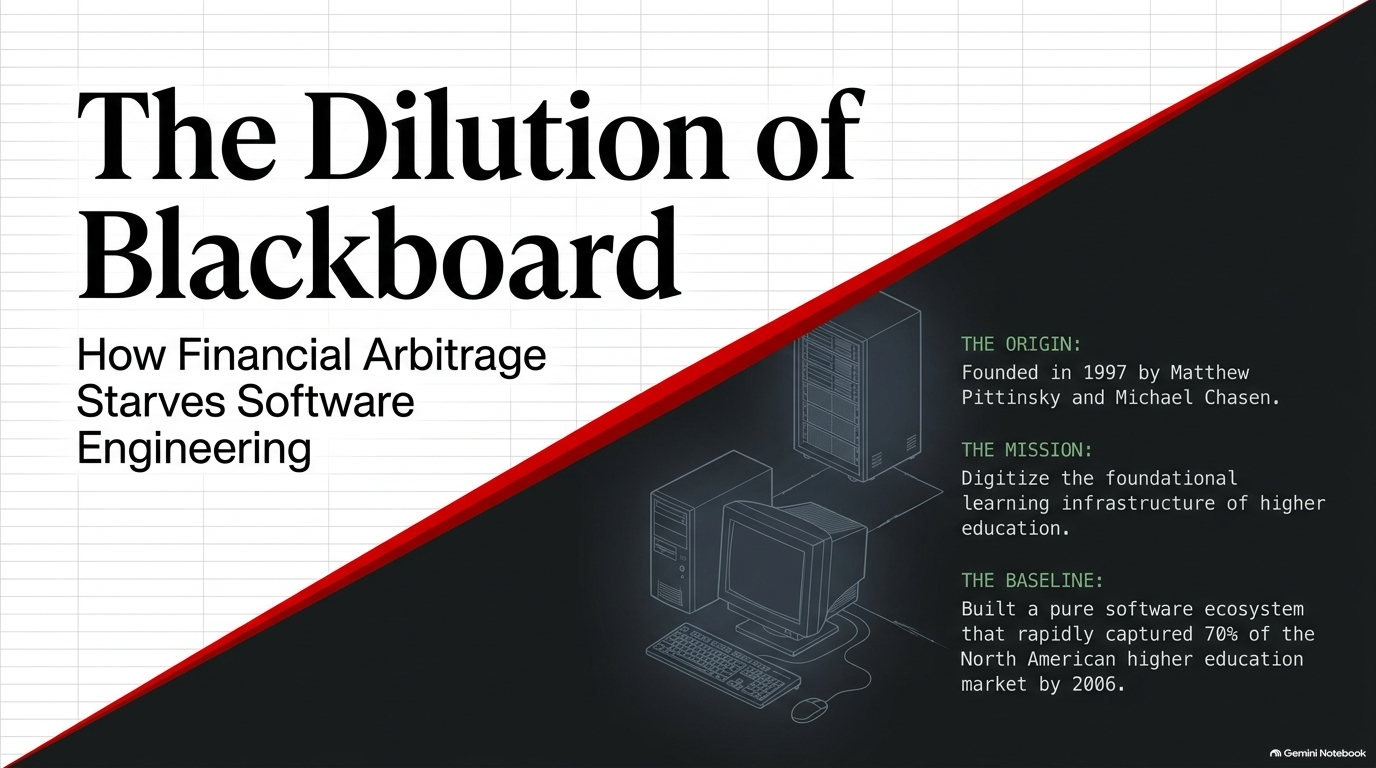 The Dilution of
Blackboard
How Financial Arbitrage
Starves Software
Engineering
THE ORIGIN:
Founded in 1997 by Matthew
Pittinsky and Michael Chasen.
THE MISSION:
Digitize the foundational
learning infrastructure of higher
education.
THE BASELINE:
Built a pure software ecosystem
that rapidly captured 70% of the
North American higher education
market by 2006.
Gemini Notebook